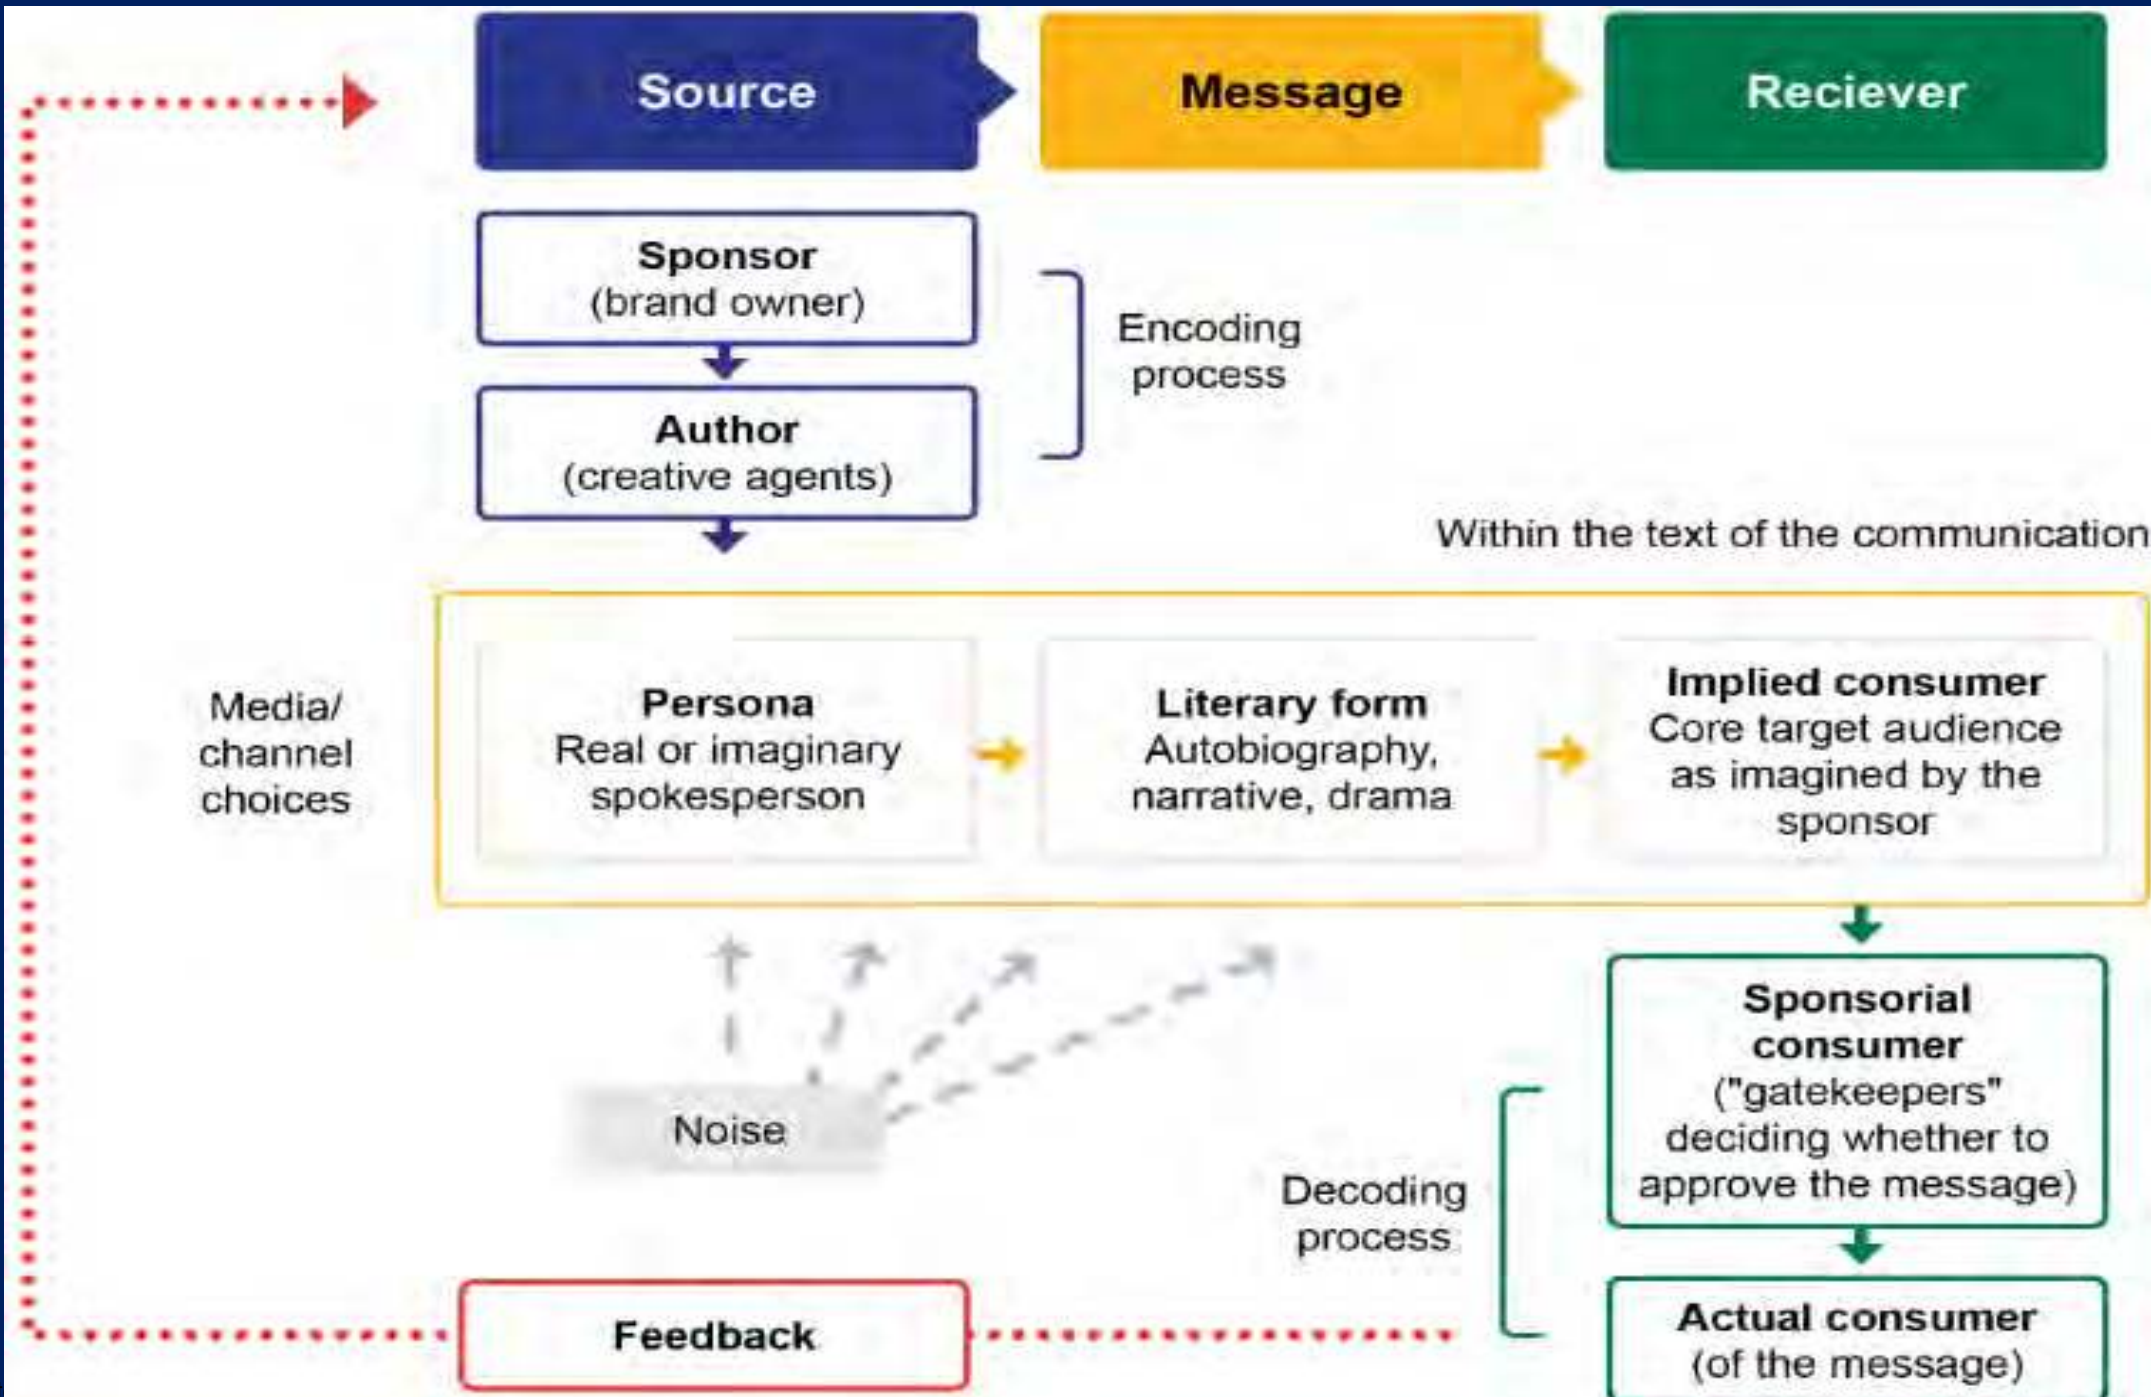 Source
Message
Reciever
Sponsor
(brand owner)
Encoding
process
Author
(creative agents)
Within the text of the communication
Media/
channel
choices
Persona
Real or imaginary
spokesperson
Literary form
Autobiography,
narrative, drama
Implied consumer
Core target audience
as imagined by the
sponsor
Noise
Sponsorial
consumer
("gatekeepers"
deciding whether to
approve the message)
Decoding
process
Feedback
Actual consumer
(of the message)